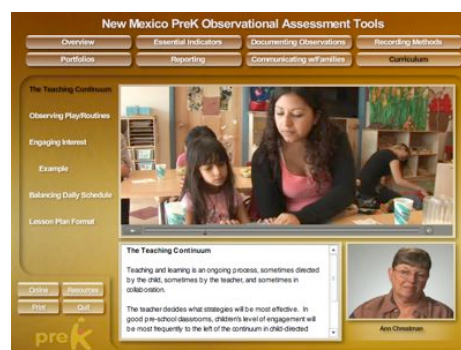 New Mexico PreK Observational Assessment Tools
Overview
Essential Indicators
Documenting Observations
Recording Methods
Portfolios
Reporting
Communicating w/Families
Curriculum
The Teaching Continuum
Observing Play/Routines
Engaging Interest
Example
Balancing Daily Schedule
Lesson Plan Format
The Teaching Continuum
Teaching and learning is an ongoing process, sometimes directed
by the child, sometimes by the teacher, and sometimes in
collaboration.
The teacher decides what strategies will be most effective. In
good pre-school classrooms, children's level of engagement will
be most frequently to the left of the continuum in child-directed
Online
Resources
Print
Quit
preK
Ann Chrestman